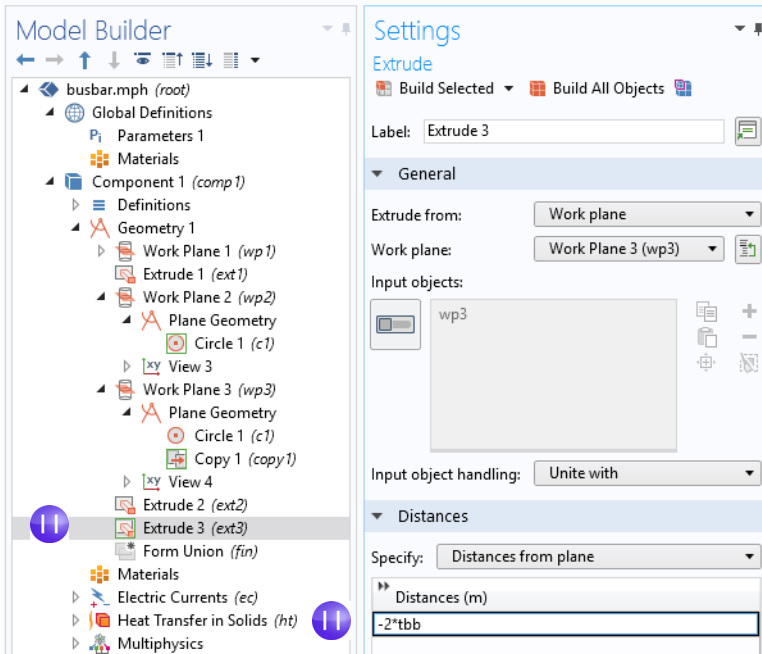 Model Builder
busbar.mph (root)
Global Definitions
Pi Parameters 1
Materials
Component 1 (comp1)
Definitions
Geometry 1
Work Plane 1 (wp1)
Extrude 1 (ext1)
Work Plane 2 (wp2)
Plane Geometry
Circle 1 (c1)
xy View 3
Work Plane 3 (wp3)
Plane Geometry
Circle 1 (c1)
Copy 1 (copy1)
xy View 4
Extrude 2 (ext2)
11 Extrude 3 (ext3)
Form Union (fin)
Materials
Electric Currents (ec)
Heat Transfer in Solids (ht)
Multiphysics
Settings
Extrude
Build Selected Build All Objects
Label: Extrude 3
General
Extrude from: Work plane
Work plane: Work Plane 3 (wp3)
Input objects:
wp3
Input object handling: Unite with
Distances
Specify: Distances from plane
Distances (m)
11 -2*tbb